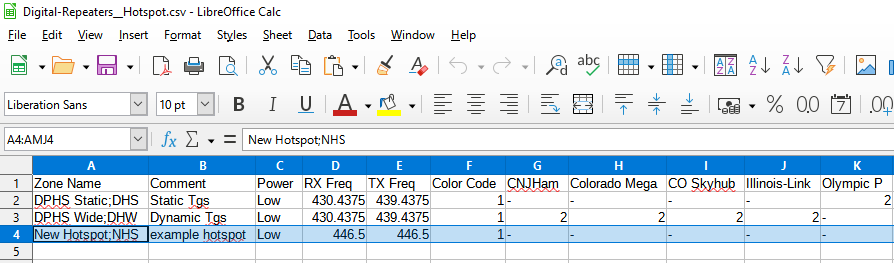 Digital-Repeaters__Hotspot.csv - LibreOffice Calc
File Edit View Insert Format Styles Sheet Data Tools Window Help
Liberation Sans 10 pt B I U A % 0.0 7
A4:AMJ4 fx Σ = New Hotspot;NHS
A B C D E F G H I J K
1 Zone Name Comment Power RX Freq TX Freq Color Code CNJHam Colorado Mega CO Skyhub Illinois-Link Olympic P
2 DPHS Static;DHS Static Tgs Low 430.4375 439.4375 1 - - - - 2
3 DPHS Wide;DHW Dynamic Tgs Low 430.4375 439.4375 1 2 2 2 2 -
4 New Hotspot;NHS example hotspot Low 446.5 446.5 1 - - - - -
5